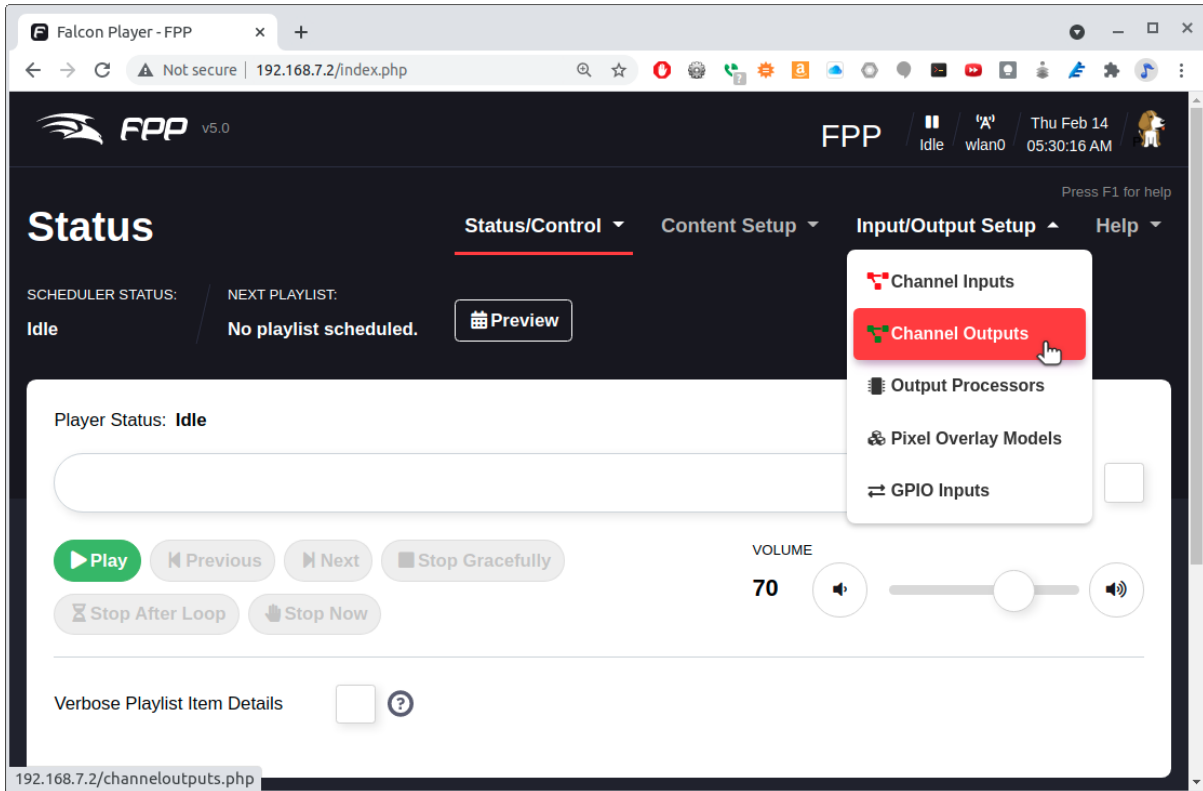 Falcon Player - FPP
Not secure | 192.168.7.2/index.php
FPP v5.0
FPP
Idle
wlan0
Thu Feb 14
05:30:16 AM
Press F1 for help
Status
Status/Control
Content Setup
Input/Output Setup
Help
SCHEDULER STATUS:
Idle
NEXT PLAYLIST:
No playlist scheduled.
Preview
Channel Inputs
Channel Outputs
Output Processors
Pixel Overlay Models
GPIO Inputs
Player Status: Idle
Play
Previous
Next
Stop Gracefully
Stop After Loop
Stop Now
VOLUME
70
Verbose Playlist Item Details
192.168.7.2/channeloutputs.php